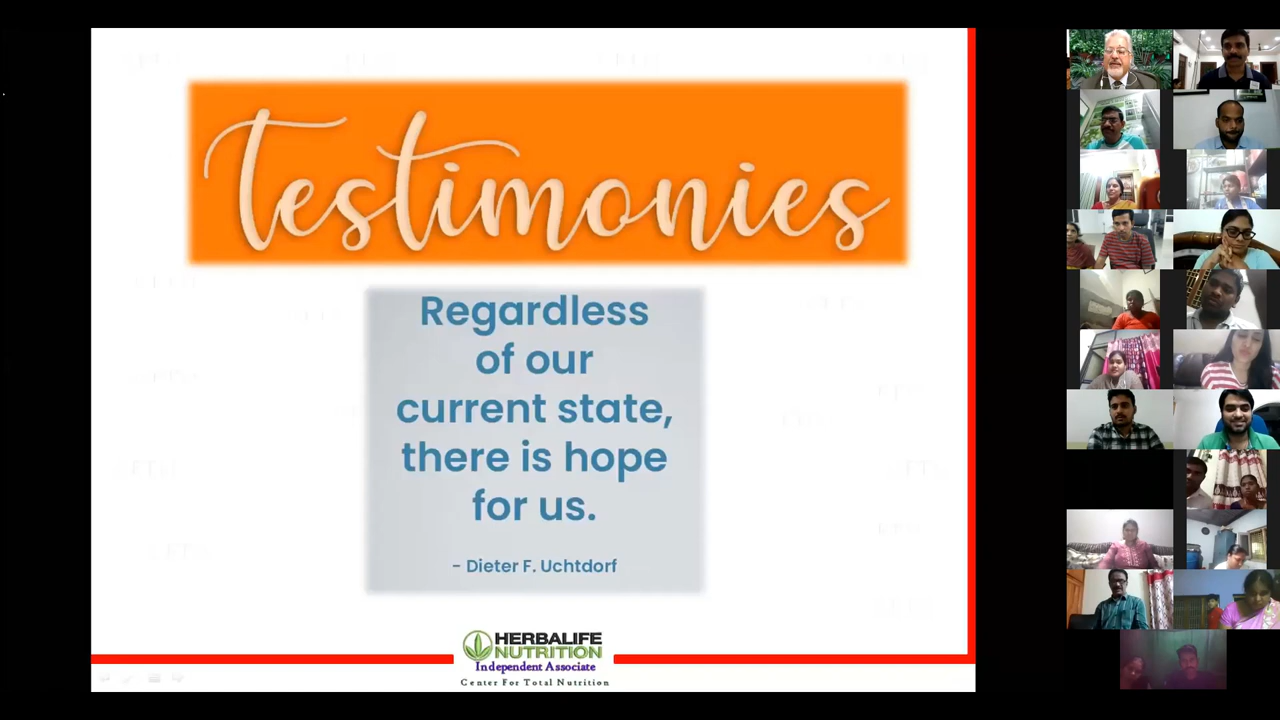 Testimonies
Regardless
of our
current state,
there is hope
for us.
- Dieter F. Uchtdorf
HERBALIFE
NUTRITION
Independent Associate
Center For Total Nutrition